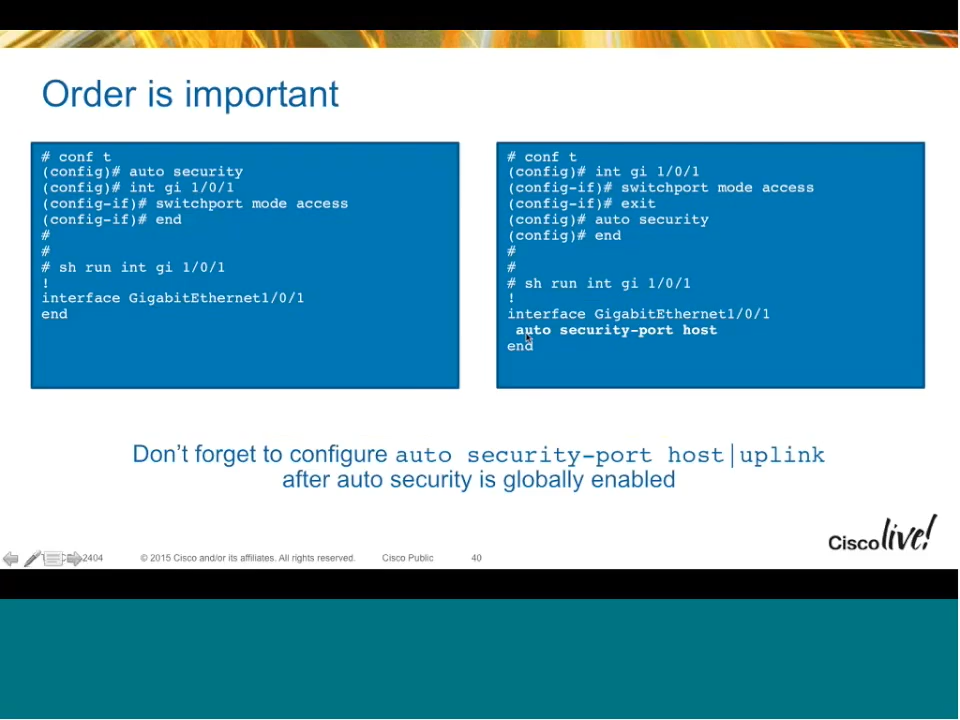 Order is important
# conf t
(config)# auto security
(config)# int gi 1/0/1
(config-if)# switchport mode access
(config-if)# end
#
#
# sh run int gi 1/0/1
!
interface GigabitEthernet1/0/1
end
# conf t
(config)# int gi 1/0/1
(config-if)# switchport mode access
(config-if)# exit
(config)# auto security
(config)# end
#
#
# sh run int gi 1/0/1
!
interface GigabitEthernet1/0/1
auto security-port host
end
Don't forget to configure auto security-port host|uplink
after auto security is globally enabled
Cisco live!
2404 © 2015 Cisco and/or its affiliates. All rights reserved. Cisco Public 40